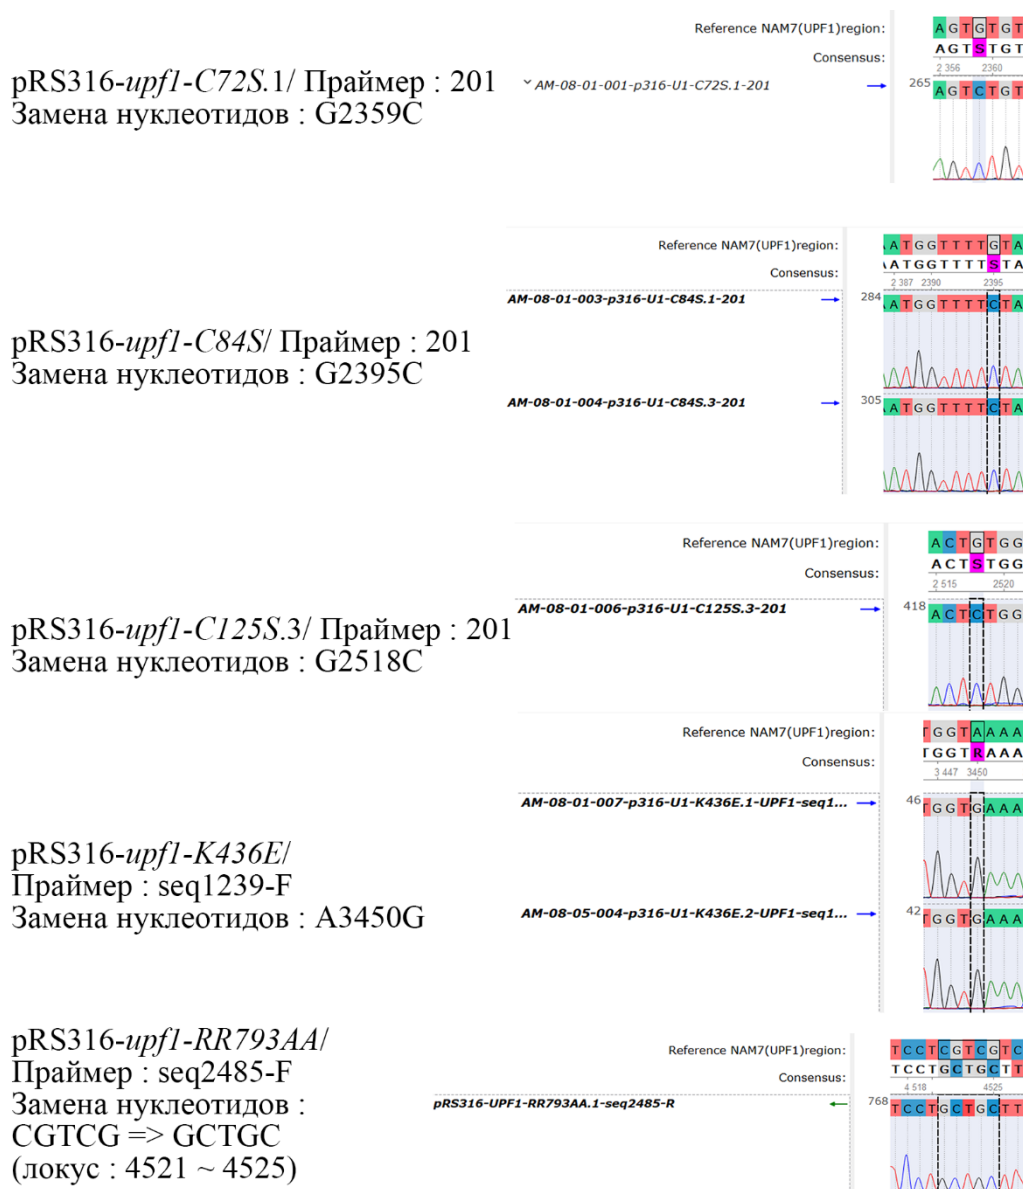 Reference NAM7(UPF1)region:
AGTGTGT
Consensus:
AGTSTGT
2 356 2360
pRS316-upf1-C72S.1/ Праймер : 201
AM-08-01-001-p316-U1-C72S.1-201
265
AGTCTGT
Замена нуклеотидов : G2359C
Reference NAM7(UPF1)region:
AATGGTTTTGTA
Consensus:
AATGGTTTTSTA
2 387 2390 2395
AM-08-01-003-p316-U1-C84S.1-201
284
AATGGTTTTCTA
pRS316-upf1-C84S/ Праймер : 201
Замена нуклеотидов : G2395C
AM-08-01-004-p316-U1-C84S.3-201
305
AATGGTTTTCTA
Reference NAM7(UPF1)region:
ACTGTGG
Consensus:
ACTSTGG
2 515 2520
AM-08-01-006-p316-U1-C125S.3-201
418
ACTCTGG
pRS316-upf1-C125S.3/ Праймер : 201
Замена нуклеотидов : G2518C
Reference NAM7(UPF1)region:
TGGTAAAA
Consensus:
TGGTRAAA
3 447 3450
AM-08-01-007-p316-U1-K436E.1-UPF1-seq1...
46
TGGTGAAA
pRS316-upf1-K436E/
Праймер : seq1239-F
Замена нуклеотидов : A3450G
AM-08-05-004-p316-U1-K436E.2-UPF1-seq1...
42
TGGTGAAA
pRS316-upf1-RR793AA/
Праймер : seq2485-F
Замена нуклеотидов :
CGTCG => GCTGC
(локус : 4521 ~ 4525)
Reference NAM7(UPF1)region:
TCCTCGTCGTC
Consensus:
TCCTGCTGCTT
4 518 4525
pRS316-UPF1-RR793AA.1-seq2485-R
768
TCCTGCTGCTT